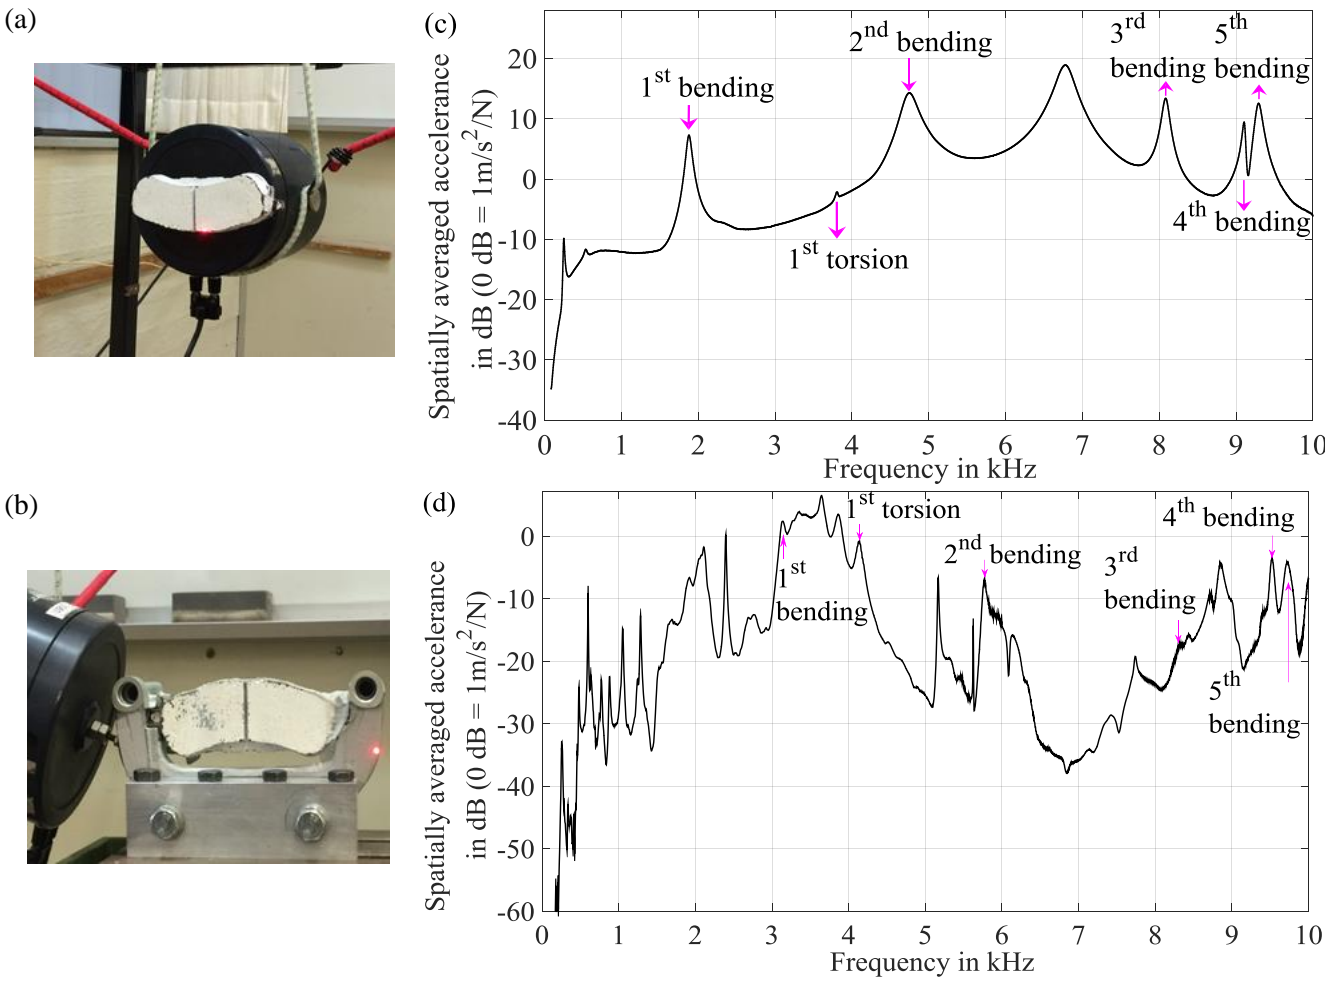 (a)
(c)
Spatially averaged accelerance
in dB (0 dB = 1m/s²/N)
20
10
0
-10
-20
-30
-40
1st bending
2nd bending
1st torsion
3rd
bending
5th
bending
4th bending
0 1 2 3 4 5 6 7 8 9 10
Frequency in kHz
(b)
(d)
Spatially averaged accelerance
in dB (0 dB = 1m/s²/N)
0
-10
-20
-30
-40
-50
-60
1st
bending
1st torsion
2nd bending
3rd
bending
4th bending
5th
bending
0 1 2 3 4 5 6 7 8 9 10
Frequency in kHz